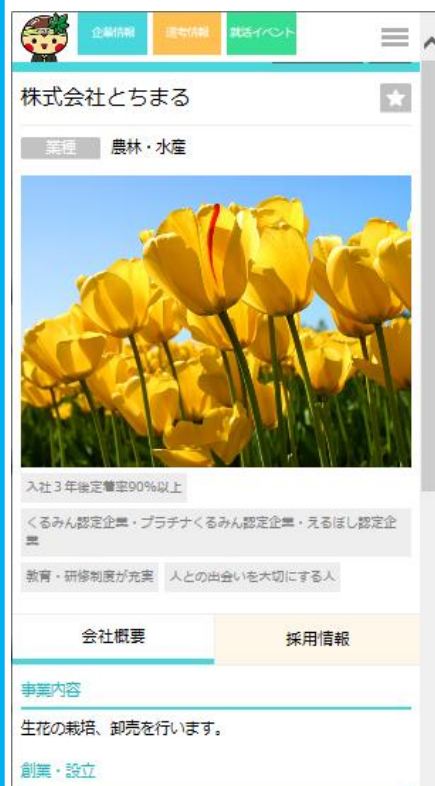 企業情報 選考情報 就活イベント
株式会社とちまる
業種 農林・水産
入社3年後定着率90%以上
くるみん認定企業・プラチナくるみん認定企業・えるぼし認定企
業
教育・研修制度が充実 人との出会いを大切にする人
会社概要 採用情報
事業内容
生花の栽培、卸売を行います。
創業・設立